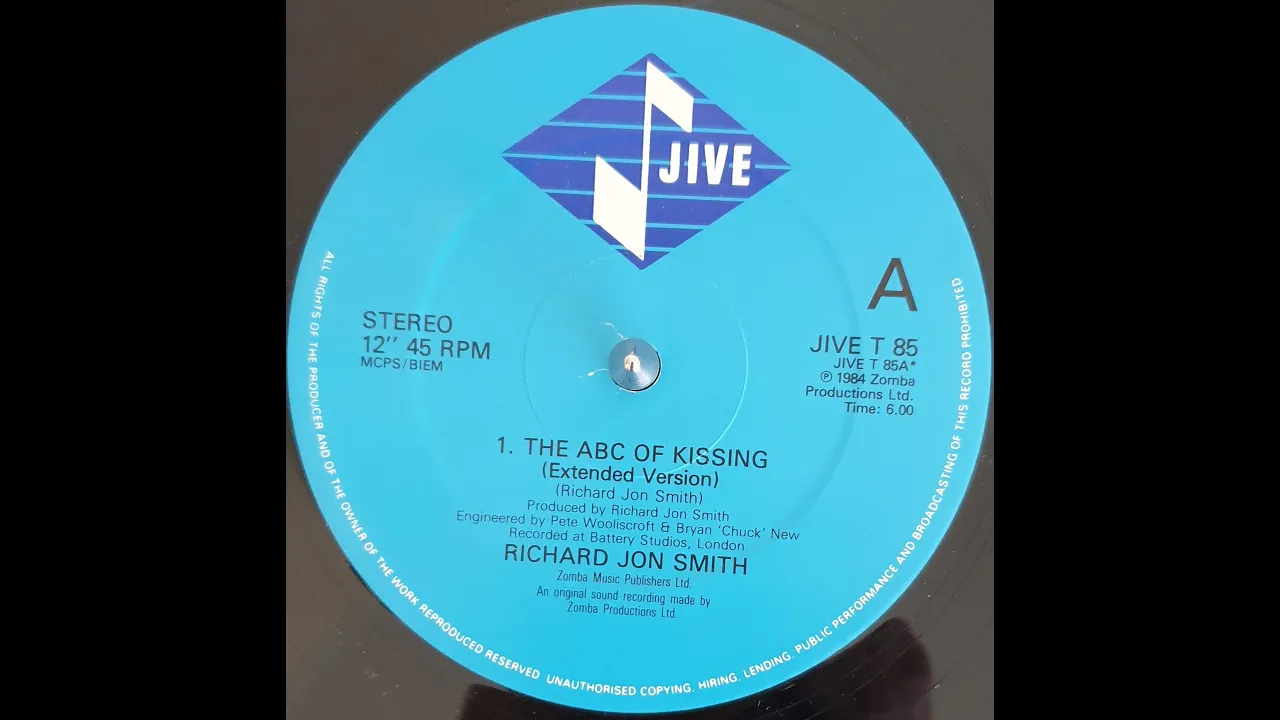 JIVE
A
STEREO
12'' 45 RPM
MCPS/BIEM
JIVE T 85
JIVE T 85A*
℗ 1984 Zomba
Productions Ltd.
Time: 6.00
1. THE ABC OF KISSING
(Extended Version)
(Richard Jon Smith)
Produced by Richard Jon Smith
Engineered by Pete Wooliscroft & Bryan 'Chuck' New
Recorded at Battery Studios, London
RICHARD JON SMITH
Zomba Music Publishers Ltd.
An original sound recording made by
Zomba Productions Ltd.
ALL RIGHTS OF THE PRODUCER AND OF THE OWNER OF THE WORK REPRODUCED RESERVED UNAUTHORISED COPYING, HIRING, LENDING, PUBLIC PERFORMANCE AND BROADCASTING OF THIS RECORD PROHIBITED